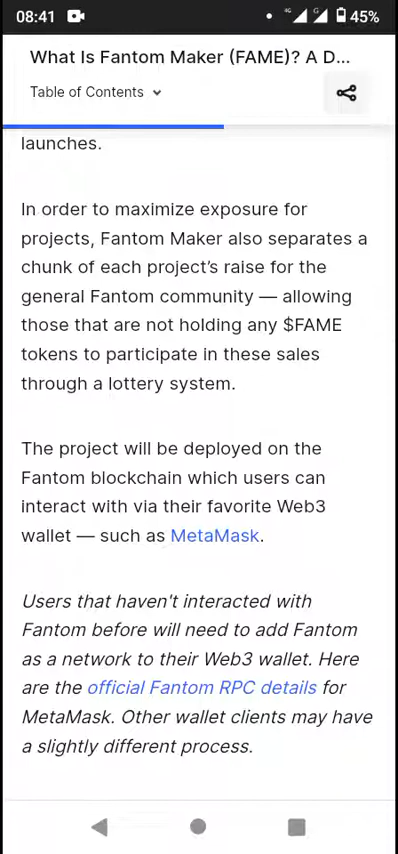 08:41
4G
G
45%
What Is Fantom Maker (FAME)? A D...
Table of Contents
launches.
In order to maximize exposure for
projects, Fantom Maker also separates a
chunk of each project's raise for the
general Fantom community — allowing
those that are not holding any $FAME
tokens to participate in these sales
through a lottery system.
The project will be deployed on the
Fantom blockchain which users can
interact with via their favorite Web3
wallet — such as MetaMask.
Users that haven't interacted with
Fantom before will need to add Fantom
as a network to their Web3 wallet. Here
are the official Fantom RPC details for
MetaMask. Other wallet clients may have
a slightly different process.